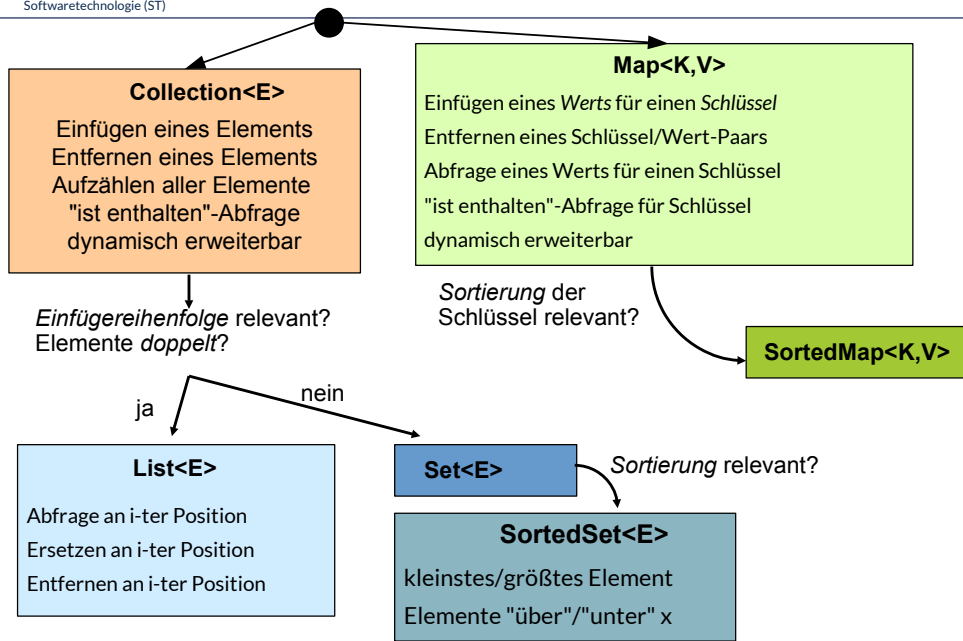 Softwaretechnologie (ST)
Collection<E>
Einfügen eines Elements
Entfernen eines Elements
Aufzählen aller Elemente
"ist enthalten"-Abfrage
dynamisch erweiterbar
Map<K,V>
Einfügen eines Werts für einen Schlüssel
Entfernen eines Schlüssel/Wert-Paars
Abfrage eines Werts für einen Schlüssel
"ist enthalten"-Abfrage für Schlüssel
dynamisch erweiterbar
Einfügereihenfolge relevant?
Elemente doppelt?
Sortierung der
Schlüssel relevant?
SortedMap<K,V>
ja
nein
List<E>
Abfrage an i-ter Position
Ersetzen an i-ter Position
Entfernen an i-ter Position
Set<E>
Sortierung relevant?
SortedSet<E>
kleinstes/größtes Element
Elemente "über"/"unter" x